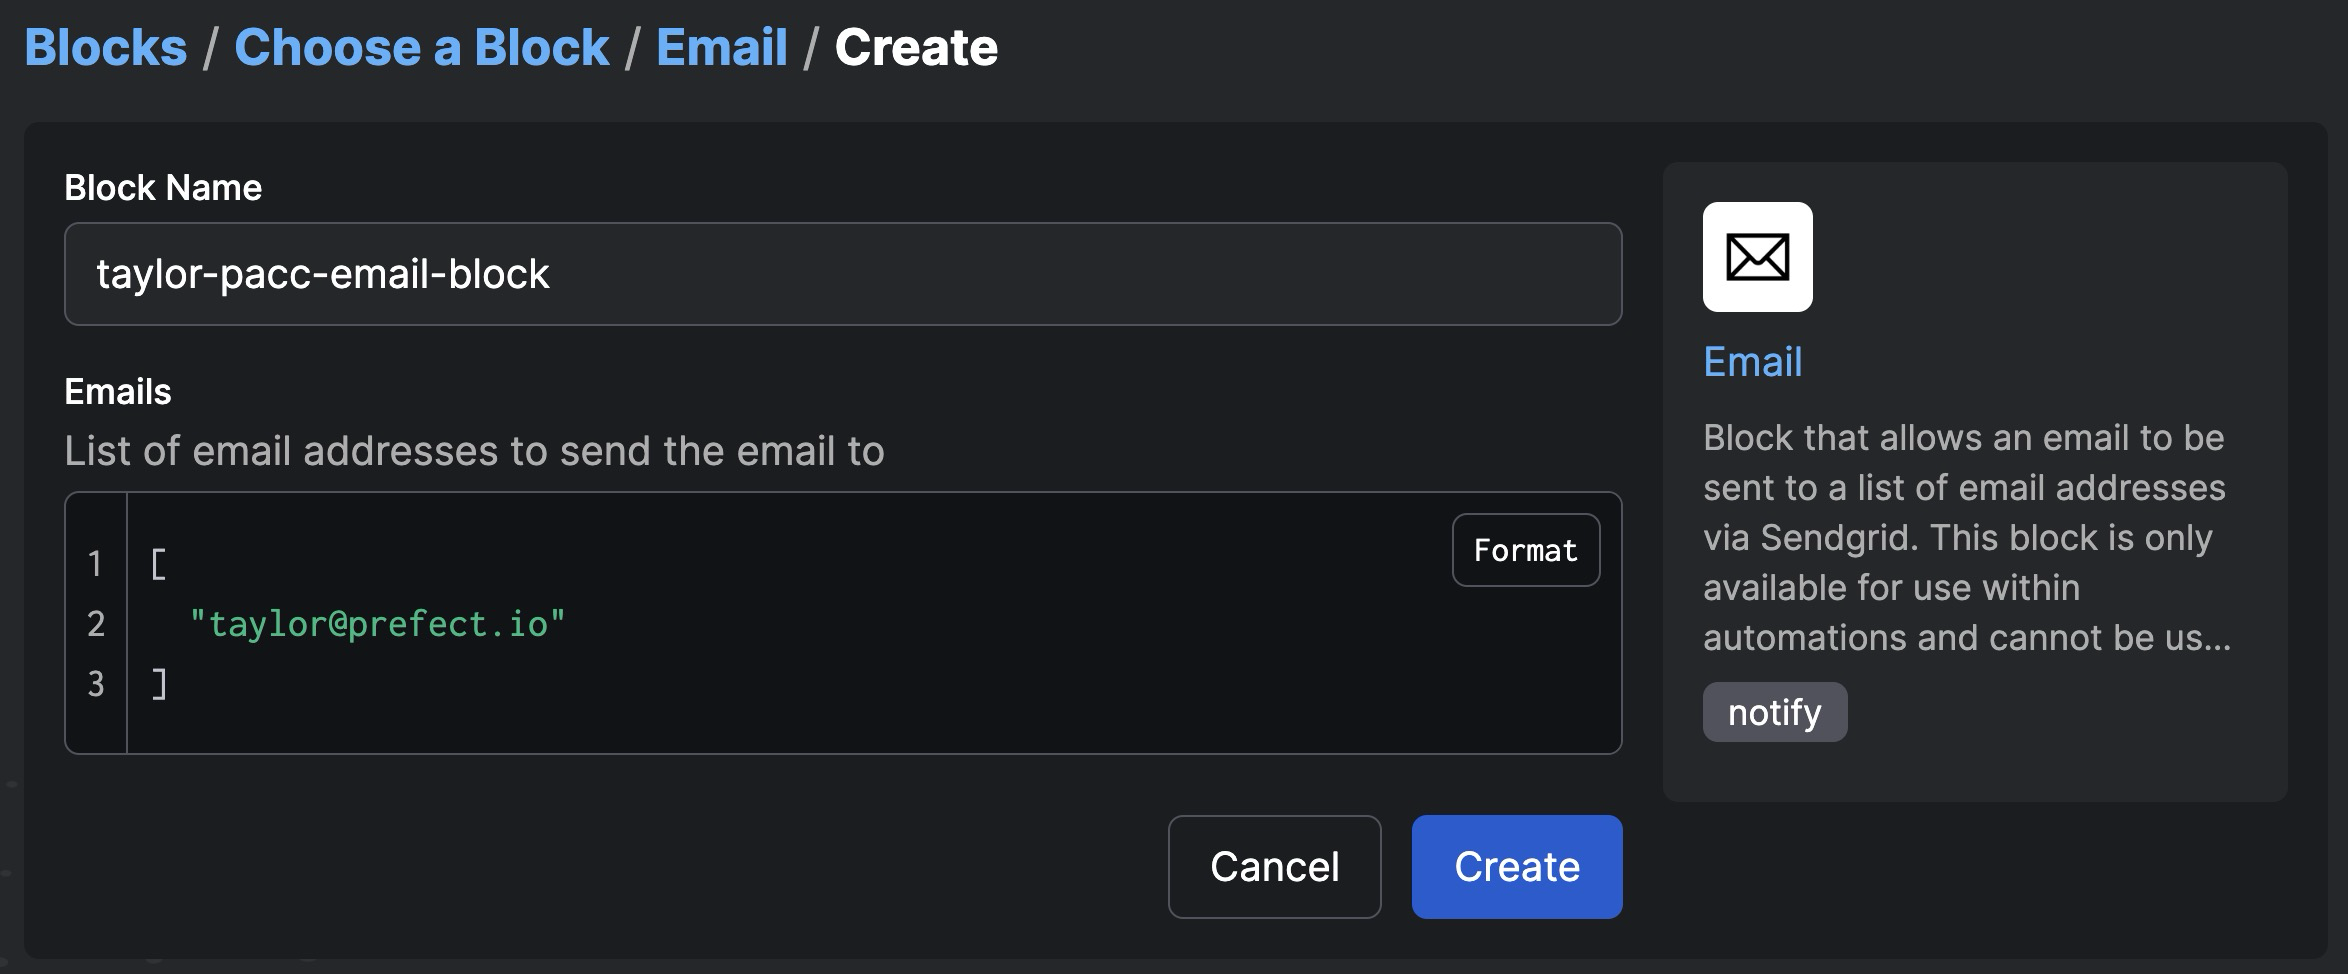 Blocks / Choose a Block / Email / Create
Block Name
taylor-pacc-email-block
Emails
List of email addresses to send the email to
Format
1 [
2 "taylor@prefect.io"
3 ]
Cancel
Create
Email
Block that allows an email to be
sent to a list of email addresses
via Sendgrid. This block is only
available for use within
automations and cannot be us...
notify